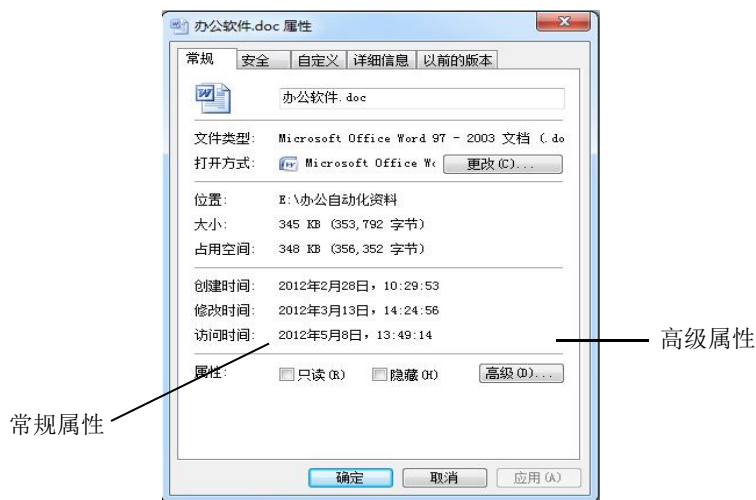 办公软件.doc 属性
常规 安全 自定义 详细信息 以前的版本
办公软件.doc
文件类型: Microsoft Office Word 97 - 2003 文档 (.do
打开方式: Microsoft Office Wo 更改(C)...
位置: E:\办公自动化资料
大小: 345 KB (353,792 字节)
占用空间: 348 KB (356,352 字节)
创建时间: 2012年2月28日，10:29:53
修改时间: 2012年3月13日，14:24:56
访问时间: 2012年5月8日，13:49:14
高级属性
属性: 只读(R) 隐藏(H) 高级(D)...
常规属性
确定 取消 应用(A)